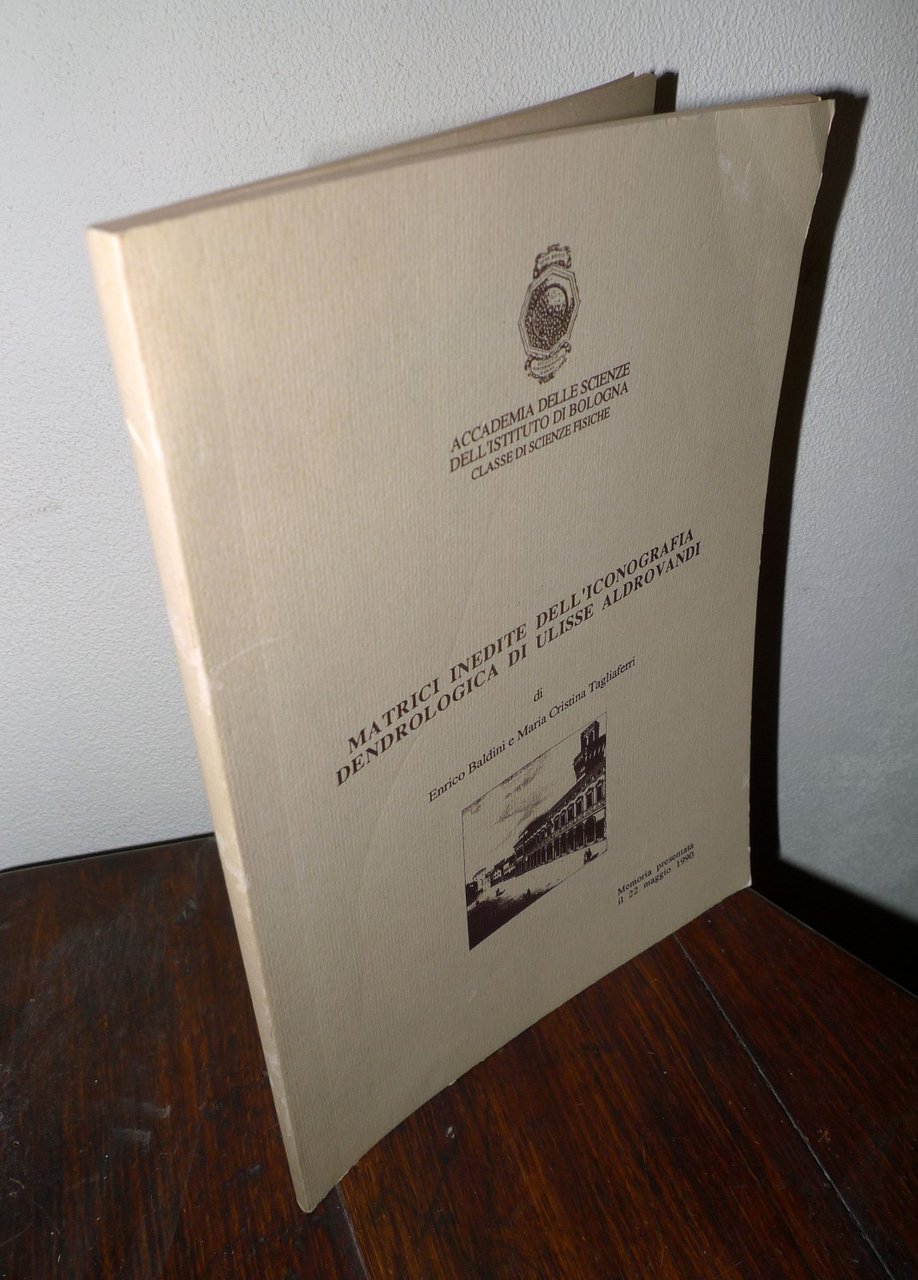 ACCADEMIA DELLE SCIENZE
DELL'ISTITUTO DI BOLOGNA
CLASSE DI SCIENZE FISICHE
MATRICI INEDITE DELL'ICONOGRAFIA
DENDROLOGICA DI ULISSE ALDROVANDI
di
Enrico Baldini e Maria Cristina Tagliaferri
Memoria presentata
il 22 maggio 1990